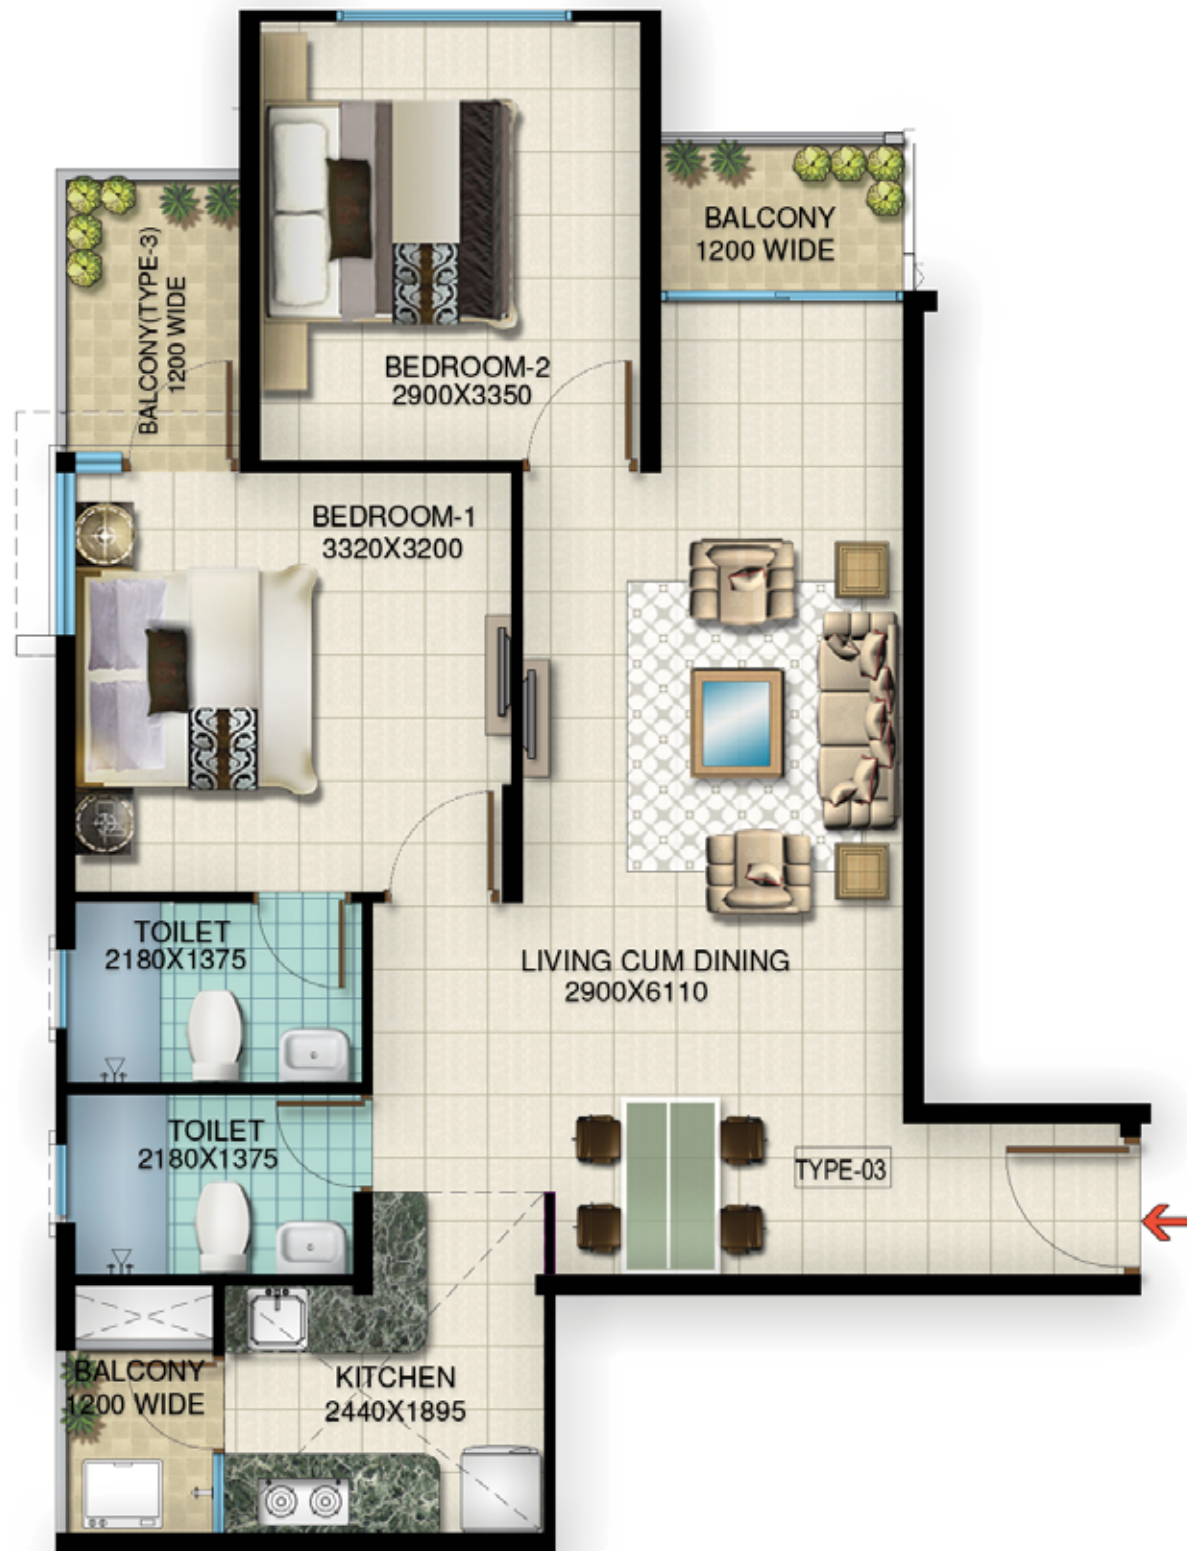 BALCONY
1200 WIDE
BALCONY(TYPE-3)
1200 WIDE
BEDROOM-2
2900X3350
BEDROOM-1
3320X3200
TOILET
2180X1375
LIVING CUM DINING
2900X6110
TOILET
2180X1375
TYPE-03
BALCONY
1200 WIDE
KITCHEN
2440X1895